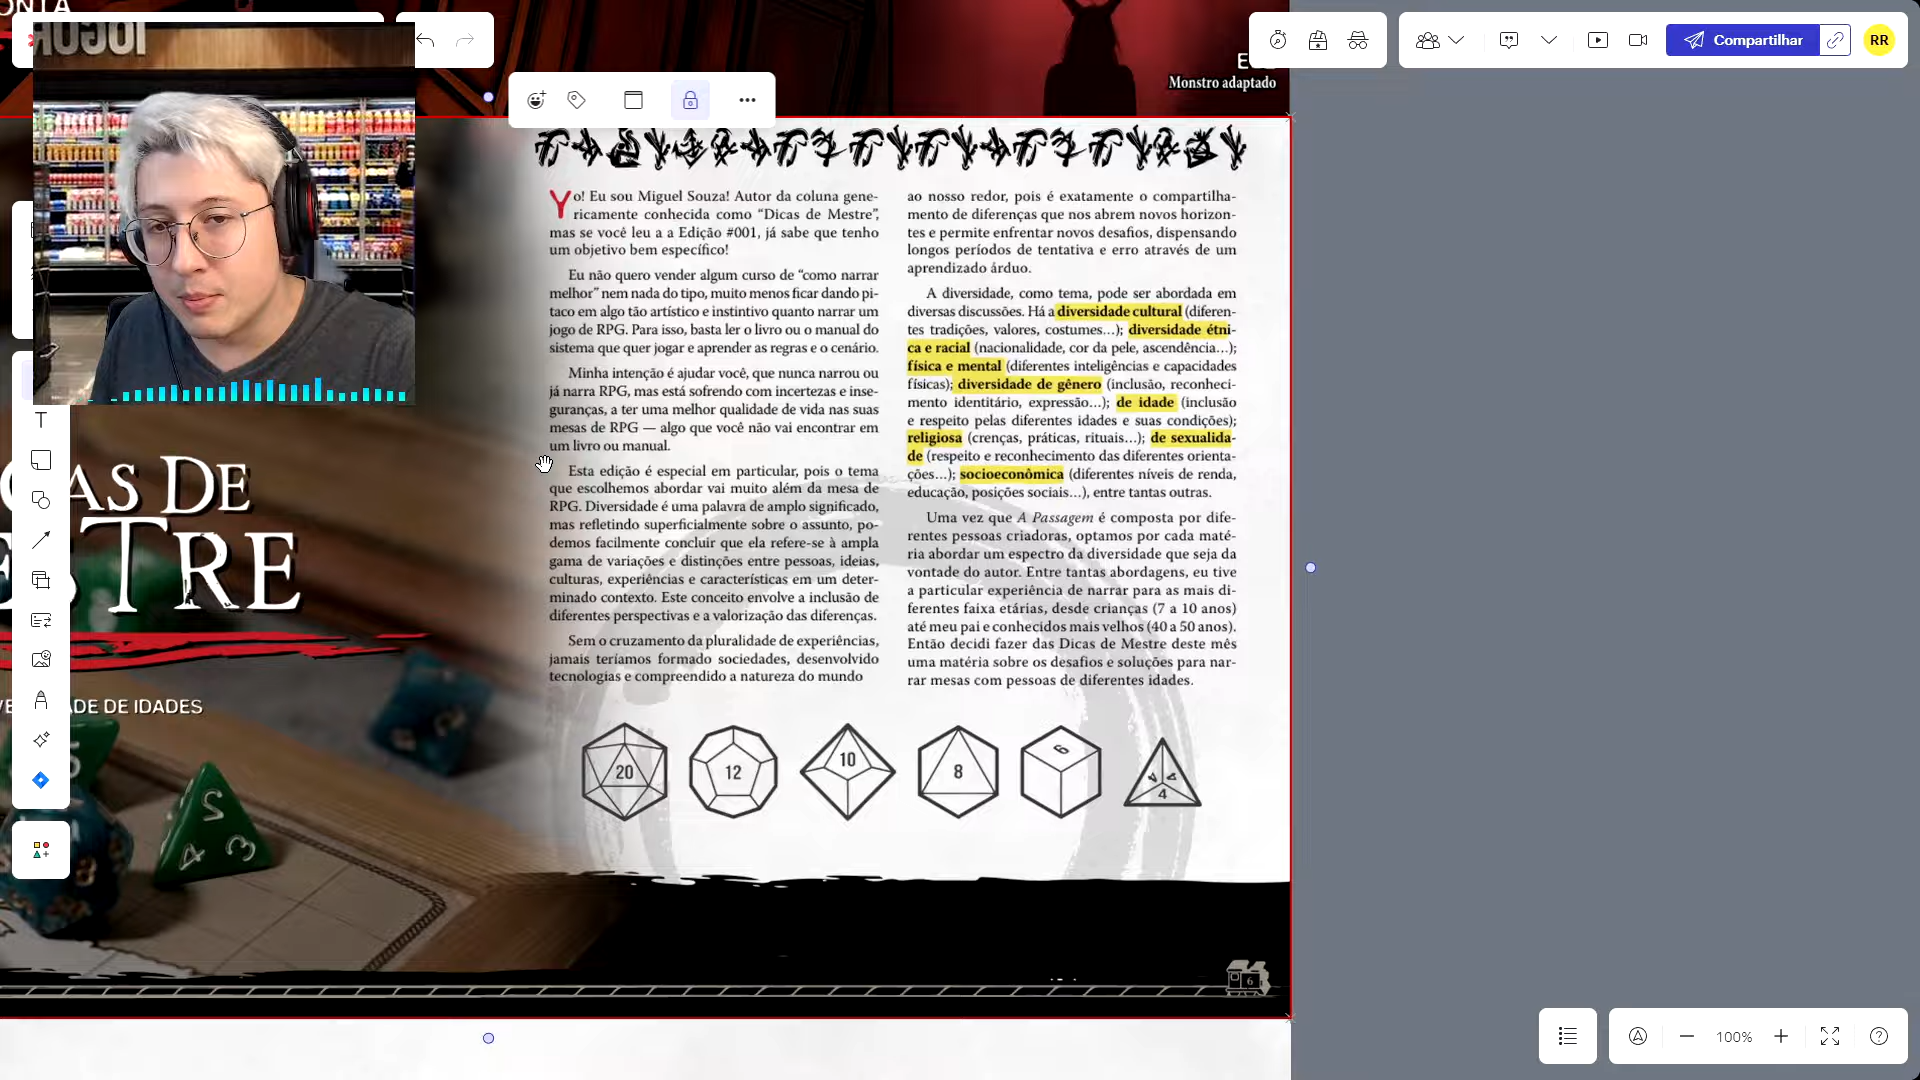 Compartilhar
RR
Monstro adaptado
Yo! Eu sou Miguel Souza! Autor da coluna gene-
ricamente conhecida como “Dicas de Mestre”,
mas se você leu a a Edição #001, já sabe que tenho
um objetivo bem específico!
Eu não quero vender algum curso de “como narrar
melhor” nem nada do tipo, muito menos ficar dando pi-
taco em algo tão artístico e instintivo quanto narrar um
jogo de RPG. Para isso, basta ler o livro ou o manual do
sistema que quer jogar e aprender as regras e o cenário.
Minha intenção é ajudar você, que nunca narrou ou
já narra RPG, mas está sofrendo com incertezas e inse-
guranças, a ter uma melhor qualidade de vida nas suas
mesas de RPG — algo que você não vai encontrar em
um livro ou manual.
Esta edição é especial em particular, pois o tema
que escolhemos abordar vai muito além da mesa de
RPG. Diversidade é uma palavra de amplo significado,
mas refletindo superficialmente sobre o assunto, po-
demos facilmente concluir que ela refere-se à ampla
gama de variações e distinções entre pessoas, ideias,
culturas, experiências e características em um deter-
minado contexto. Este conceito envolve a inclusão de
diferentes perspectivas e a valorização das diferenças.
Sem o cruzamento da pluralidade de experiências,
jamais teríamos formado sociedades, desenvolvido
tecnologias e compreendido a natureza do mundo
ao nosso redor, pois é exatamente o compartilha-
mento de diferenças que nos abrem novos horizon-
tes e permite enfrentar novos desafios, dispensando
longos períodos de tentativa e erro através de um
aprendizado árduo.
A diversidade, como tema, pode ser abordada em
diversas discussões. Há a diversidade cultural (diferen-
tes tradições, valores, costumes...); diversidade étni-
ca e racial (nacionalidade, cor da pele, ascendência...);
física e mental (diferentes inteligências e capacidades
físicas); diversidade de gênero (inclusão, reconheci-
mento identitário, expressão...); de idade (inclusão
e respeito pelas diferentes idades e suas condições);
religiosa (crenças, práticas, rituais...); de sexualida-
de (respeito e reconhecimento das diferentes orienta-
ções...); socioeconômica (diferentes níveis de renda,
educação, posições sociais...), entre tantas outras.
Uma vez que A Passagem é composta por dife-
rentes pessoas criadoras, optamos por cada maté-
ria abordar um espectro da diversidade que seja da
vontade do autor. Entre tantas abordagens, eu tive
a particular experiência de narrar para as mais di-
ferentes faixa etárias, desde crianças (7 a 10 anos)
até meu pai e conhecidos mais velhos (40 a 50 anos).
Então decidi fazer das Dicas de Mestre deste mês
uma matéria sobre os desafios e soluções para nar-
rar mesas com pessoas de diferentes idades.
AS DE
TRE
ADE DE IDADES
20
12
10
8
6
4
2
4
3
6
100%